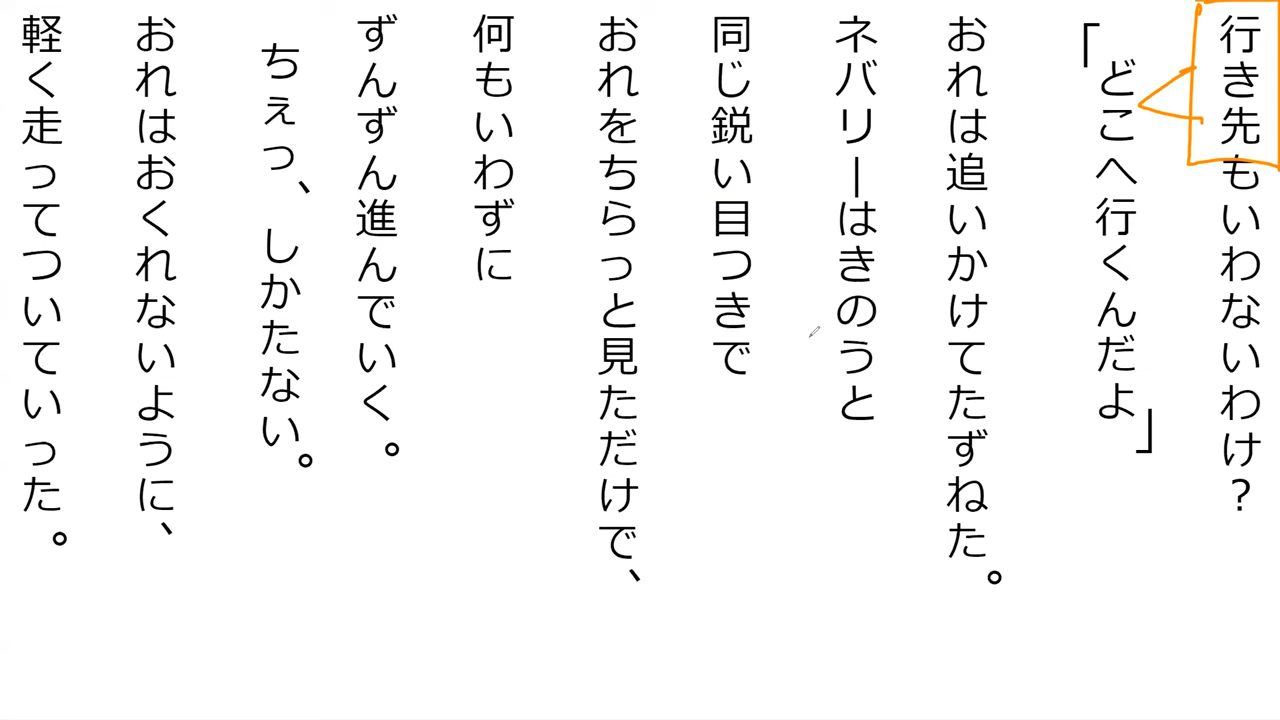 行き先もいわないわけ？
「どこへ行くんだよ」
おれは追いかけてたずねた。
ネバリーはきのうと
同じ鋭い目つきで
おれをちらっと見ただけで、
何もいわずに
ずんずん進んでいく。
ちぇっ、しかたない。
おれはおくれないように、
軽く走ってついていった。